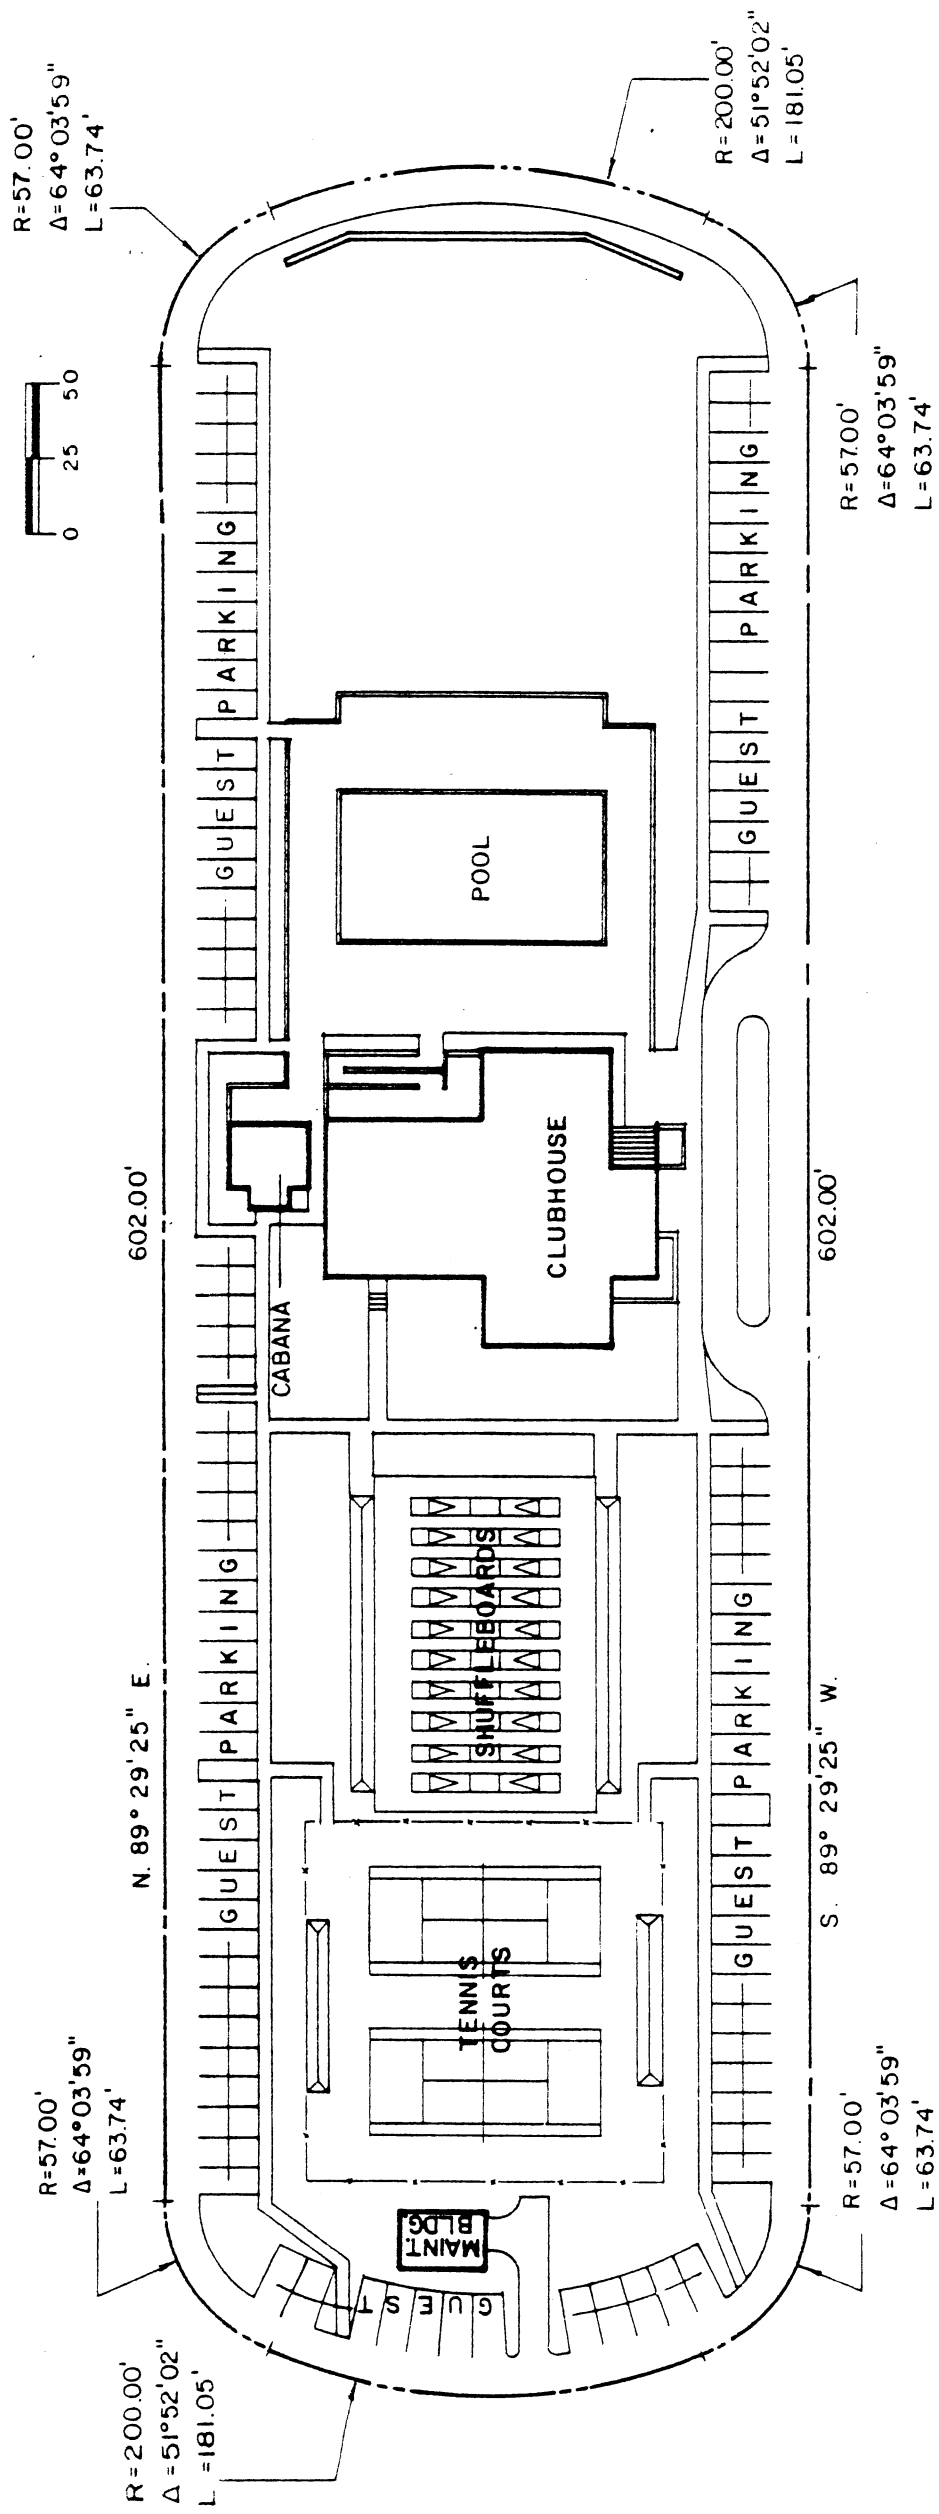 R=200.00'
Δ=51°52'02"
L=181.05'
R=57.00'
Δ=64°03'59"
L=63.74'
N. 89° 29' 25" E.
602.00'
0 25 50
R=57.00'
Δ=64°03'59"
L=63.74'
GUEST PARKING
GUEST PARKING
CABANA
GUEST
MAINT.
BLDG.
TENNIS
COURTS
SHUFFLEBOARDS
CLUBHOUSE
POOL
R=200.00'
Δ=51°52'02"
L=181.05'
GUEST PARKING
GUEST PARKING
S. 89° 29'25" W.
602.00'
R=57.00'
Δ=64°03'59"
L=63.74'
R=57.00'
Δ=64°03'59"
L=63.74'